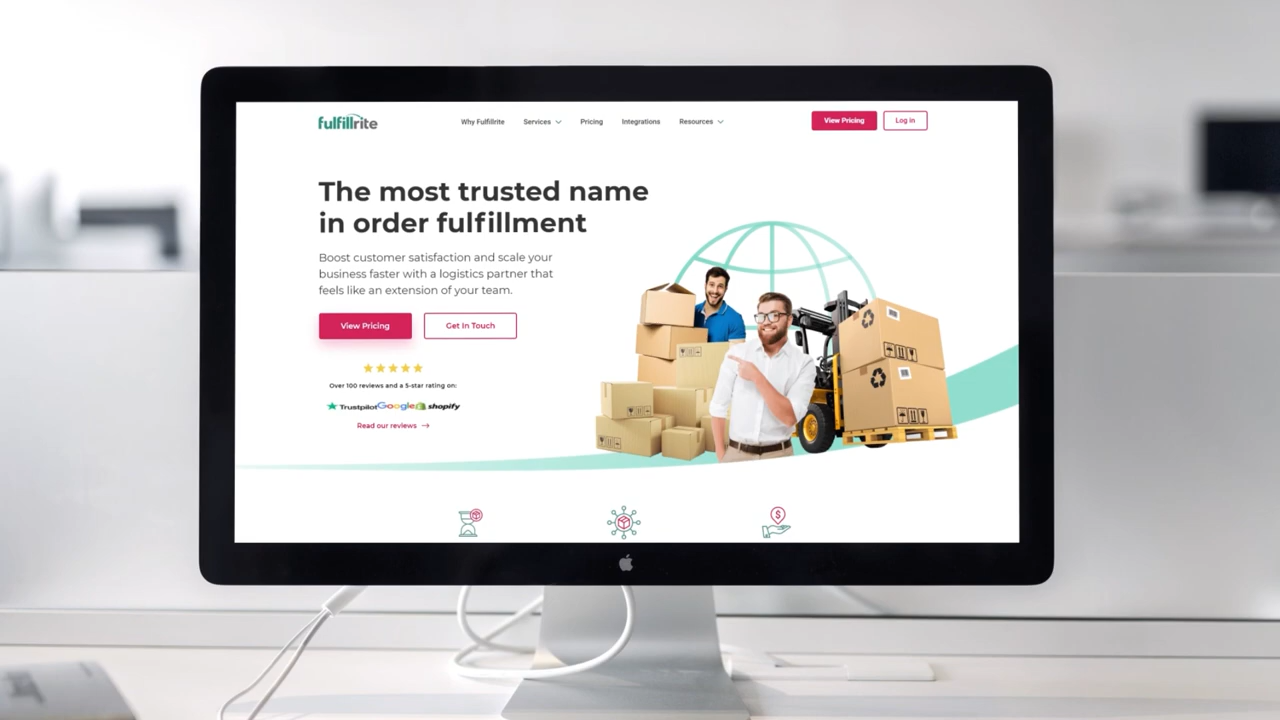 fulfillrite
Why Fulfillrite
Services
Pricing
Integrations
Resources
View Pricing
Log in
The most trusted name
in order fulfillment
Boost customer satisfaction and scale your
business faster with a logistics partner that
feels like an extension of your team.
View Pricing
Get In Touch
Over 100 reviews and a 5-star rating on:
Trustpilot Google shopify
Read our reviews